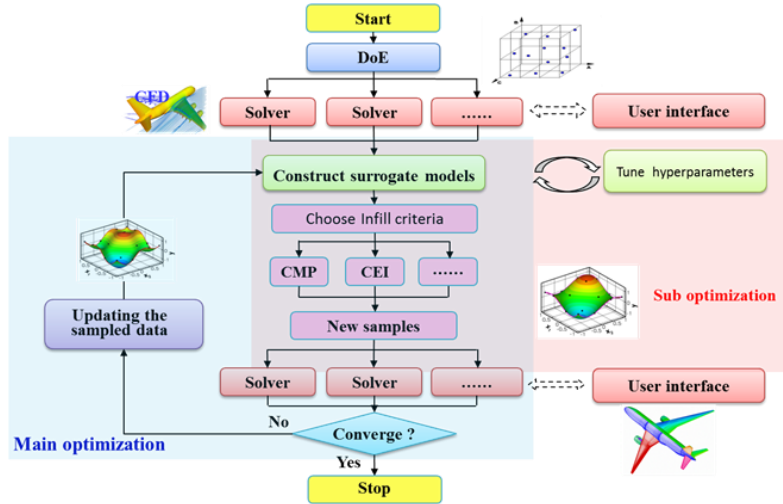 Start
DoE
CFD
Solver
Solver
......
User interface
Construct surrogate models
Tune hyperparameters
Choose Infill criteria
CMP
CEI
......
Sub optimization
Updating the
sampled data
New samples
Solver
Solver
......
User interface
No
Converge ?
Main optimization
Yes
Stop